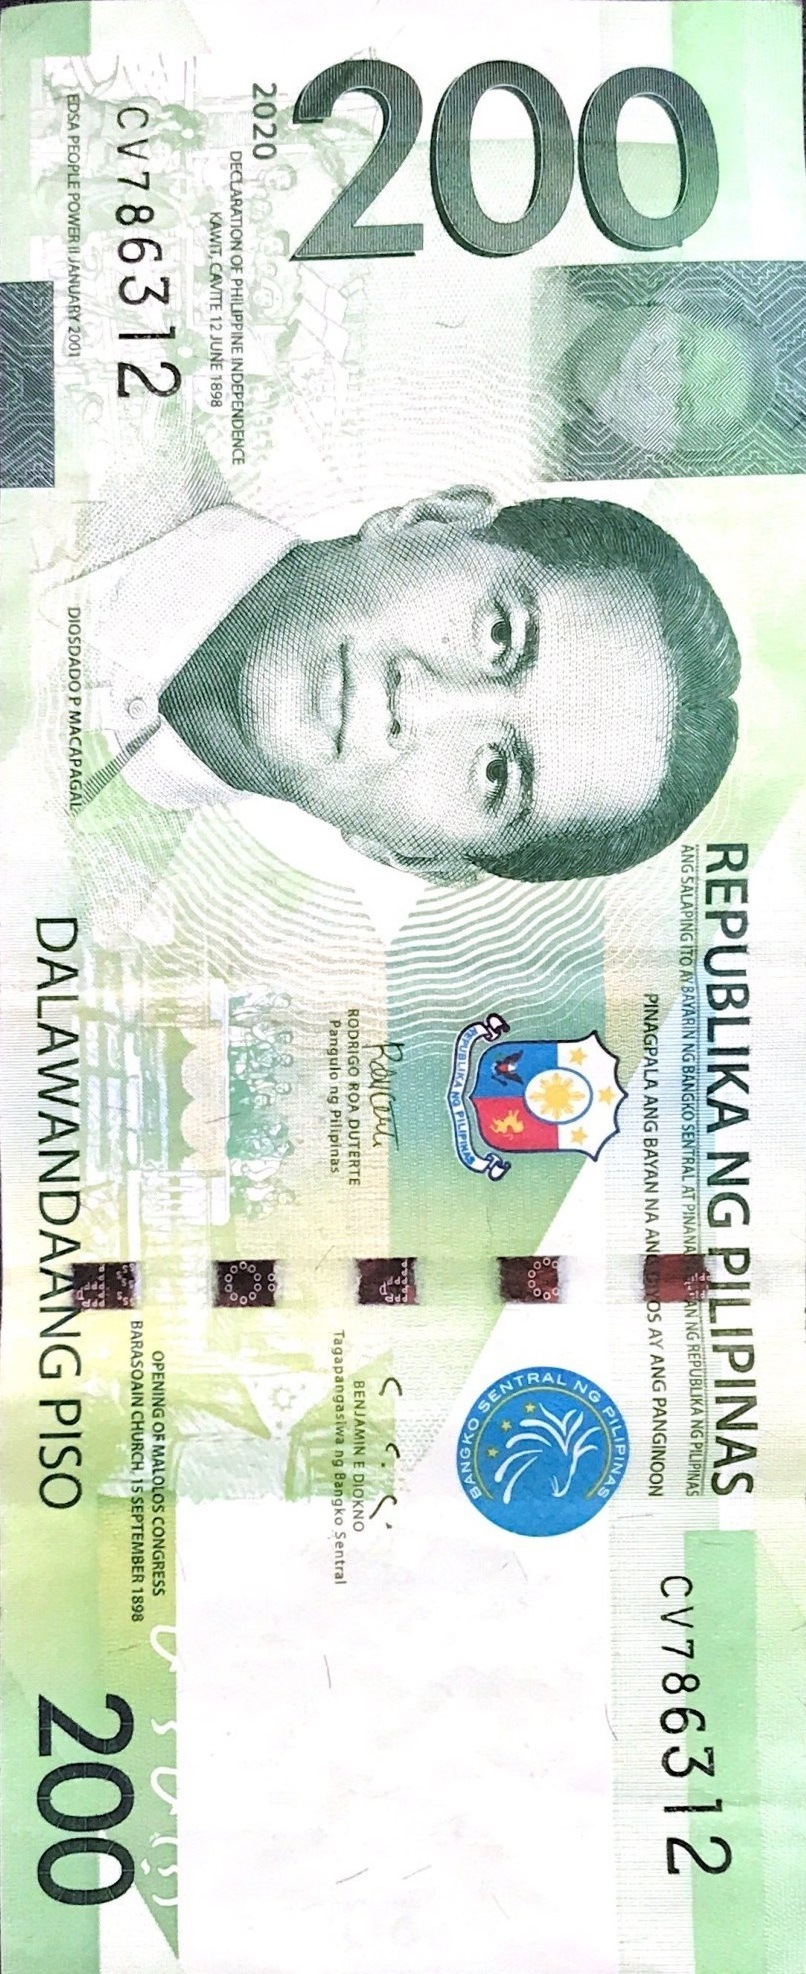 200
2020
DECLARATION OF PHILIPPINE INDEPENDENCE
KAWIT, CAVITE 12 JUNE 1898
CV786312
EDSA PEOPLE POWER II JANUARY 2001
DIOSDADO P MACAPAGAL
REPUBLIKA NG PILIPINAS
ANG SALAPING ITO AY BAYARIN NG BANGKO SENTRAL AT NG REPUBLIKA NG PILIPINAS
PINAGPALA ANG BAYAN NA ANG DIYOS AY ANG PANGINOON
REPUBLIKA NG PILIPINAS
RODRIGO ROA DUTERTE
Pangulo ng Pilipinas
BANGKO SENTRAL NG PILIPINAS
BENJAMIN E DIOKNO
Tagapangasiwa ng Bangko Sentral
OPENING OF MALOLOS CONGRESS
BARASOAIN CHURCH, 15 SEPTEMBER 1898
DALAWANDAANG PISO
CV786312
200